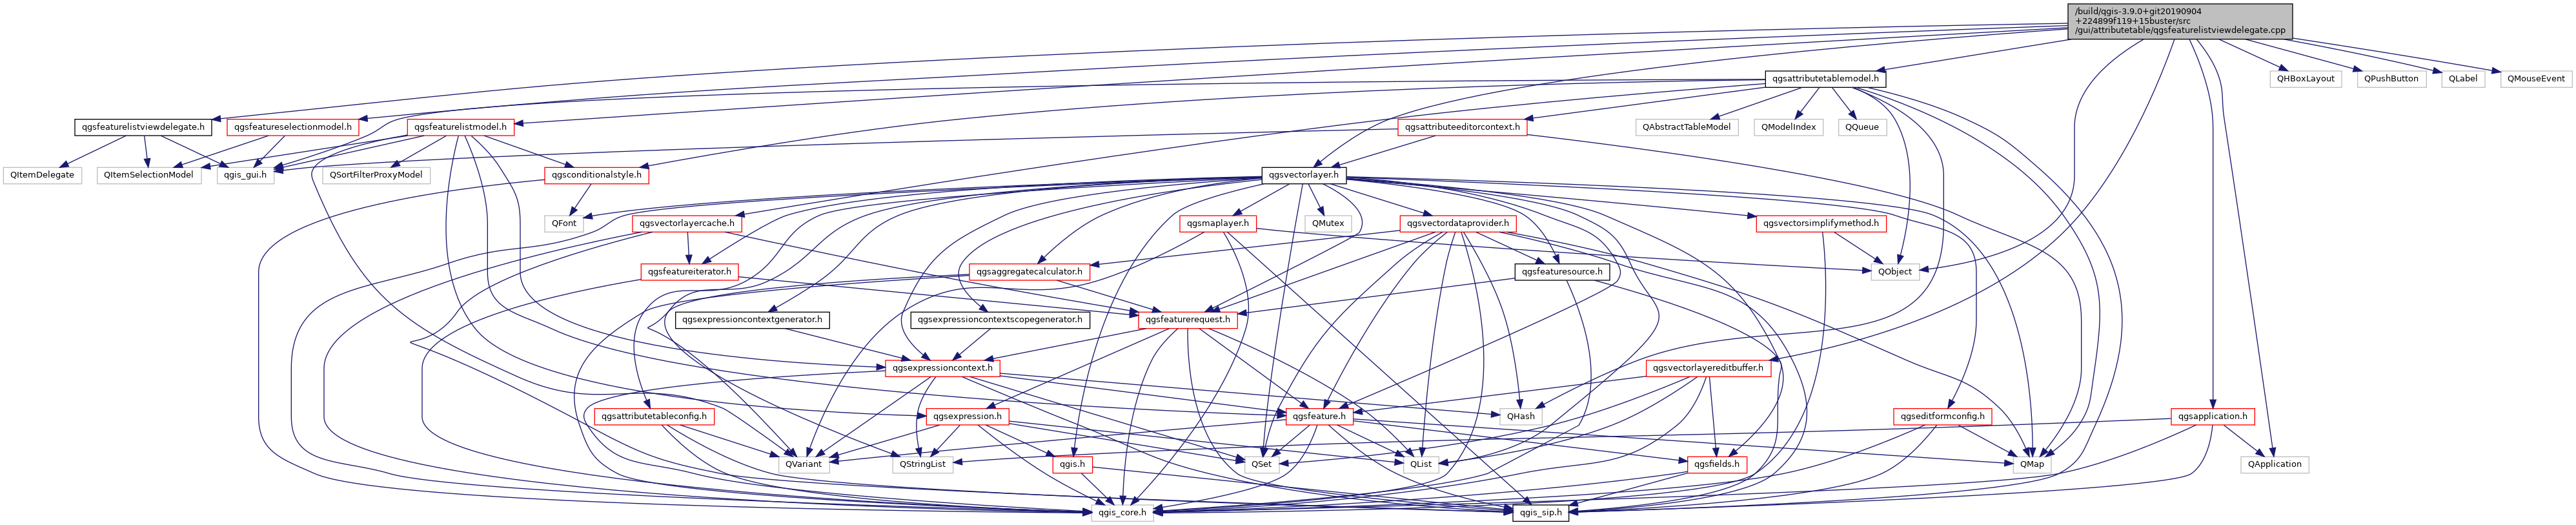 /build/qgis-3.9.0+git20190904
+224899f119+15buster/src
/gui/attributetable/qgsfeaturelistviewdelegate.cpp
qgsattributetablemodel.h
QHBoxLayout
QPushButton
QLabel
QMouseEvent
qgsfeaturelistviewdelegate.h
qgsfeatureselectionmodel.h
qgsfeaturelistmodel.h
qgsattributeeditorcontext.h
QAbstractTableModel
QModelIndex
QQueue
QItemDelegate
QItemSelectionModel
qgis_gui.h
QSortFilterProxyModel
qgsconditionalstyle.h
qgsvectorlayer.h
QFont
qgsvectorlayercache.h
qgsmaplayer.h
QMutex
qgsvectordataprovider.h
qgsvectorsimplifymethod.h
qgsfeatureiterator.h
qgsaggregatecalculator.h
qgsfeaturesource.h
QObject
qgsexpressioncontextgenerator.h
qgsexpressioncontextscopegenerator.h
qgsfeaturerequest.h
qgsexpressioncontext.h
qgsvectorlayereditbuffer.h
qgsattributetableconfig.h
qgsexpression.h
qgsfeature.h
QHash
qgseditformconfig.h
qgsapplication.h
QVariant
QStringList
qgis.h
QSet
QList
qgsfields.h
QMap
QApplication
qgis_core.h
qgis_sip.h